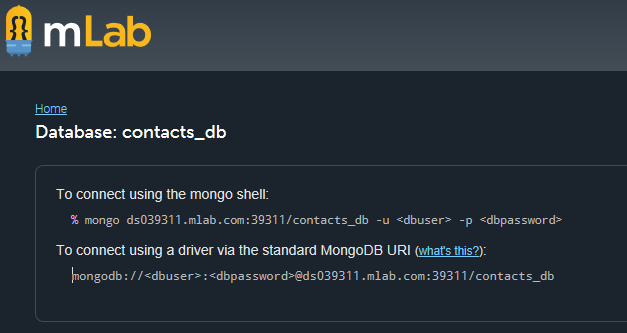 mLab
Home
Database: contacts_db
To connect using the mongo shell:
% mongo ds039311.mlab.com:39311/contacts_db -u <dbuser> -p <dbpassword>
To connect using a driver via the standard MongoDB URI (what's this?):
mongodb://<dbuser>:<dbpassword>@ds039311.mlab.com:39311/contacts_db